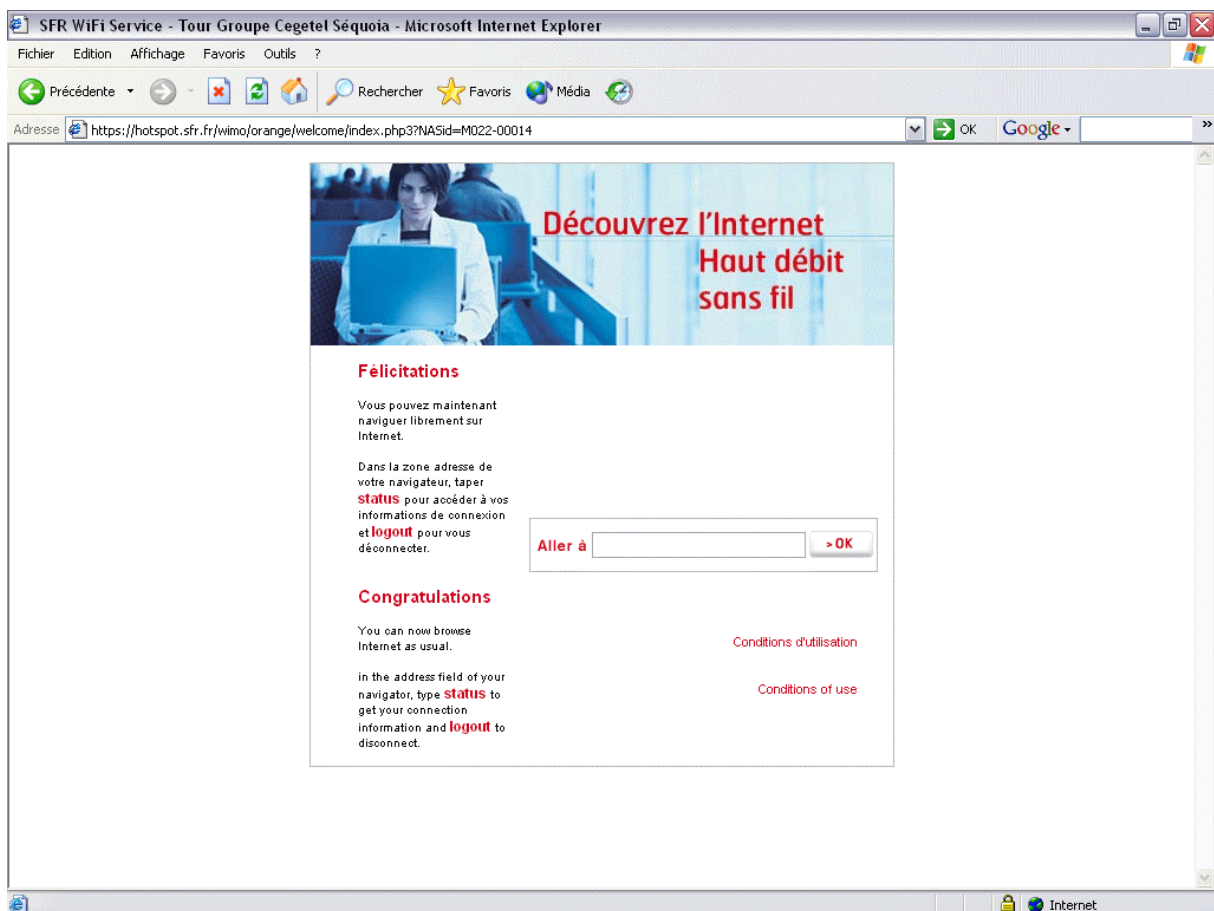 SFR WiFi Service - Tour Groupe Cegetel Séquoia - Microsoft Internet Explorer
Fichier Edition Affichage Favoris Outils ?
Précédente Rechercher Favoris Média
Adresse https://hotspot.sfr.fr/wimo/orange/welcome/index.php3?NASid=M022-00014 OK Google »
Découvrez l'Internet
Haut débit
sans fil
Félicitations
Vous pouvez maintenant
naviguer librement sur
Internet.
Dans la zone adresse de
votre navigateur, taper
status pour accéder à vos
informations de connexion
et logout pour vous
déconnecter.
Aller à > OK
Congratulations
You can now browse
Internet as usual.
in the address field of your
navigator, type status to
get your connection
information and logout to
disconnect.
Conditions d'utilisation
Conditions of use
Internet